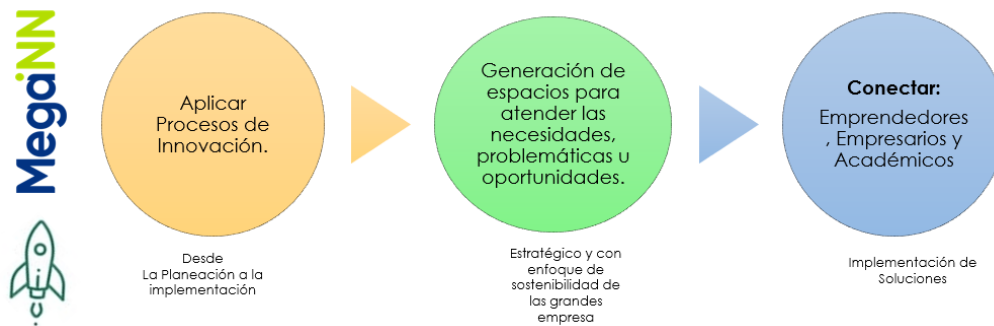 MegaiNN
Aplicar
Procesos de
Innovación.
Desde
La Planeación a la
implementación
Generación de
espacios para
atender las
necesidades,
problemáticas u
oportunidades.
Estratégico y con
enfoque de
sostenibilidad de
las grandes
empresa
Conectar:
Emprendedores
, Empresarios y
Académicos
Implementación de
Soluciones